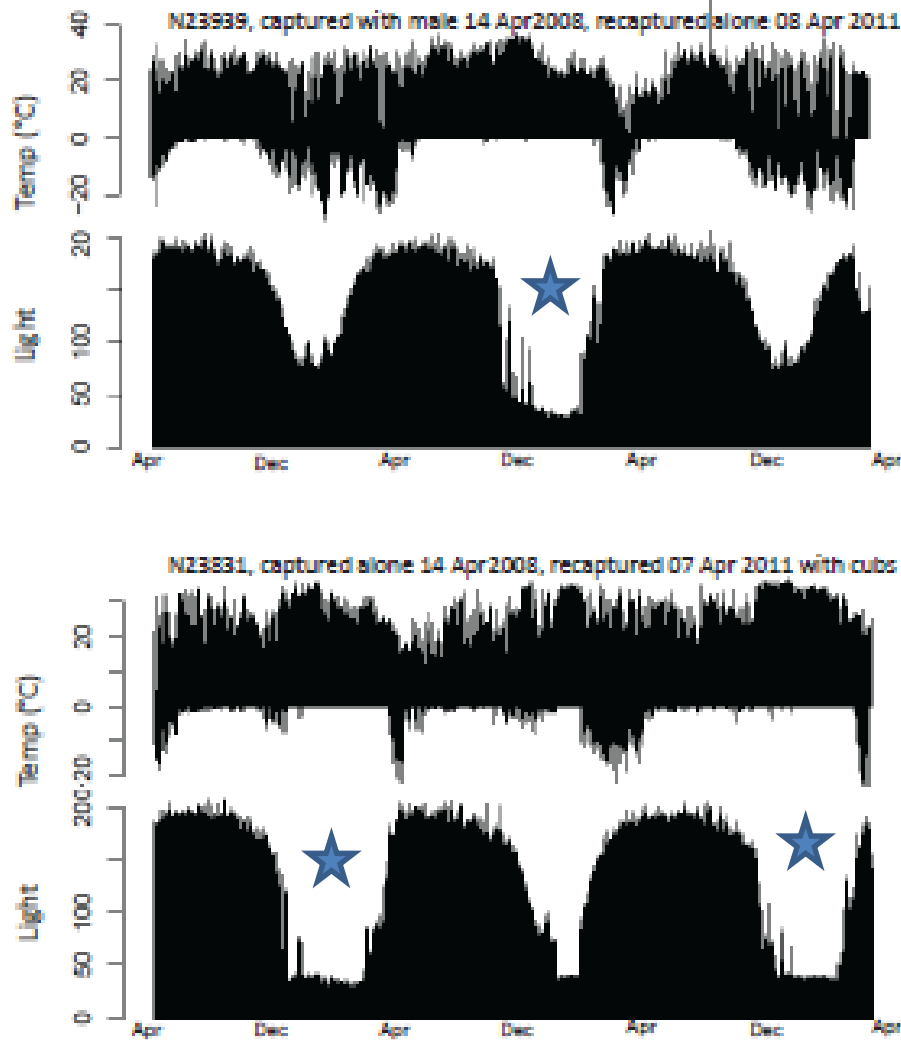 N23939, captured with male 14 Apr2008, recaptured alone 08 Apr 2011
40
20
0
-20
Temp (°C)
20
100
50
0
Light
Apr Dec Apr Dec Apr Dec Apr
N23831, captured alone 14 Apr2008, recaptured 07 Apr 2011 with cubs
20
0
-20
Temp (°C)
200
100
50
0
Light
Apr Dec Apr Dec Apr Dec Apr